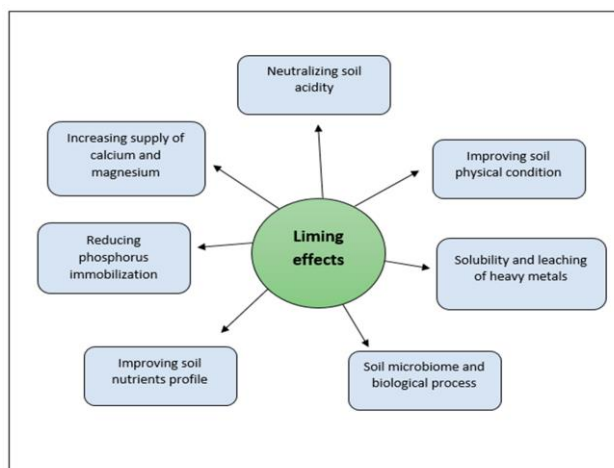 Neutralizing soil
acidity
Increasing supply of
calcium and
magnesium
Improving soil
physical condition
Reducing
phosphorus
immobilization
Liming
effects
Solubility and leaching
of heavy metals
Improving soil
nutrients profile
Soil microbiome and
biological process